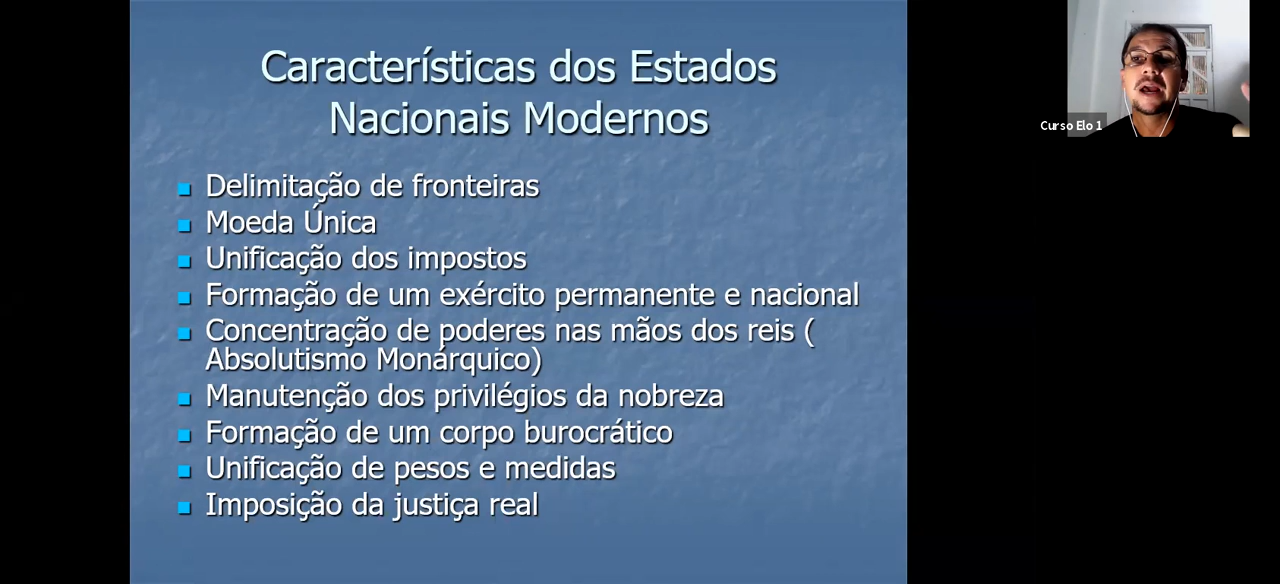 Características dos Estados
Nacionais Modernos
Delimitação de fronteiras
Moeda Única
Unificação dos impostos
Formação de um exército permanente e nacional
Concentração de poderes nas mãos dos reis (
Absolutismo Monárquico)
Manutenção dos privilégios da nobreza
Formação de um corpo burocrático
Unificação de pesos e medidas
Imposição da justiça real
Curso Elo 1